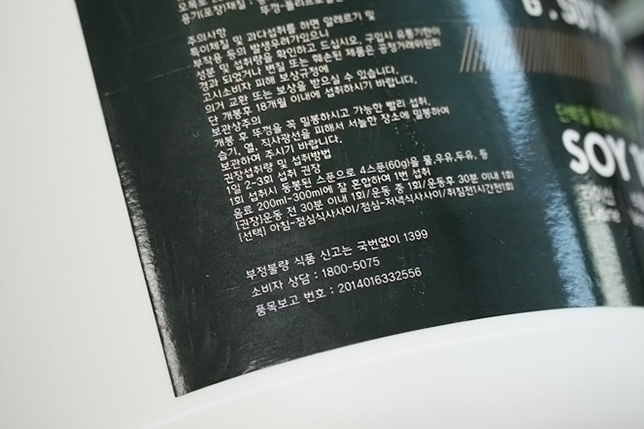 용기(포장)재질 :
주의사항
특이체질 및 과다섭취를 하면 알레르기 및
부작용 등의 발생우려가있으니
성분 및 섭취량을 확인하고 드십시오. 구입시 유통기한이
경과 되었거나 변질 또는 훼손된 제품은 공정거래위원회
고시소비자 피해 보상규정에
의거 교환 또는 보상을 받으실 수 있습니다.
단 개봉후 18개월 이내에 섭취하시기 바랍니다.
보관상주의
개봉 후 뚜껑을 꼭 밀봉하시고 가능한 빨리 섭취,
습기, 열, 직사광선을 피해서 서늘한 장소에 밀봉하여
보관하여 주시기 바랍니다.
권장섭취량 및 섭취방법
1일 2-3회 섭취 권장
1회 섭취시 동봉된 스푼으로 4스푼(60g)을 물,우유,두유, 등
음료 200ml-300ml에 잘 혼합하여 1번 섭취
[권장]운동 전 30분 이내 1회/운동 중 1회/운동후 30분 이내 1회
[선택] 아침-점심식사사이/점심-저녁식사사이/취침전1시간전1회
부정불량 식품 신고는 국번없이 1399
소비자 상담 : 1800-5075
품목보고 번호 : 2014016332556
SOY